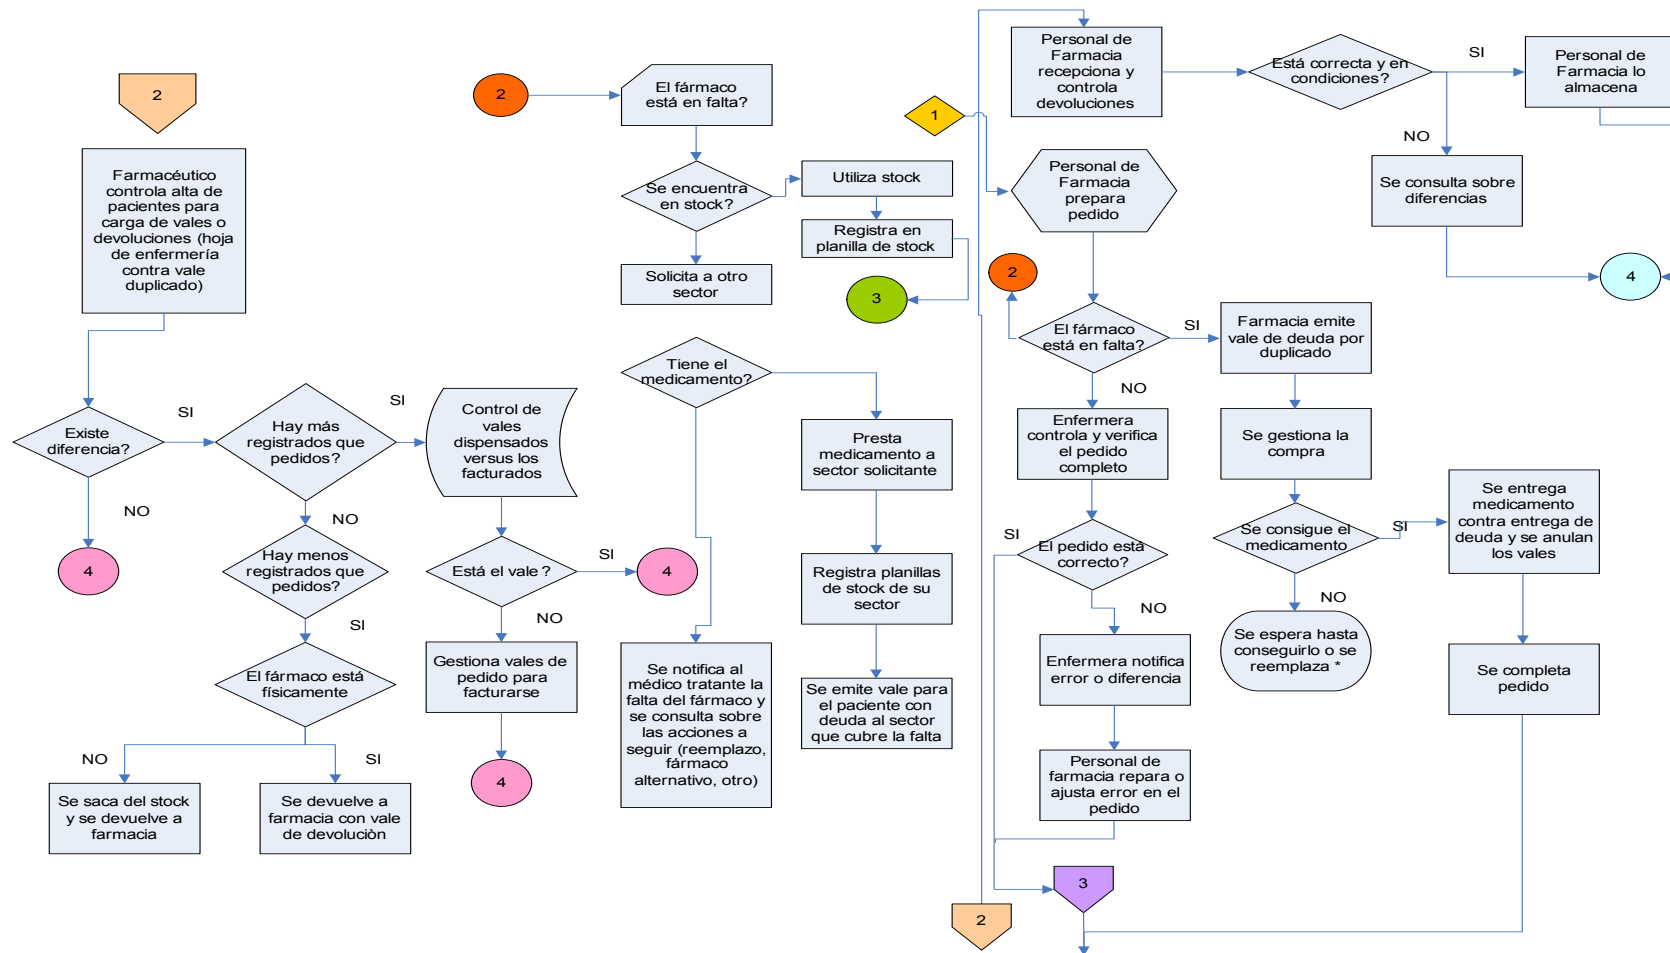 2
Farmacéutico
controla alta de
pacientes para
carga de vales o
devoluciones (hoja
de enfermería
contra vale
duplicado)
Existe
diferencia?
SI
NO
4
Hay más
registrados que
pedidos?
SI
NO
Hay menos
registrados que
pedidos?
SI
El fármaco está
físicamente
NO
SI
Se saca del stock
y se devuelve a
farmacia
Se devuelve a
farmacia con vale
de devoluciòn
Control de
vales
dispensados
versus los
facturados
Está el vale ?
SI
4
NO
Gestiona vales de
pedido para
facturarse
4
2
El fármaco
está en falta?
Se encuentra
en stock?
Utiliza stock
Registra en
planilla de stock
3
Solicita a otro
sector
Tiene el
medicamento?
Presta
medicamento a
sector solicitante
Registra planillas
de stock de su
sector
Se emite vale para
el paciente con
deuda al sector
que cubre la falta
Se notifica al
médico tratante la
falta del fármaco y
se consulta sobre
las acciones a
seguir (reemplazo,
fármaco
alternativo, otro)
Personal de
Farmacia
recepciona y
controla
devoluciones
Está correcta y en
condiciones?
SI
Personal de
Farmacia lo
almacena
NO
Se consulta sobre
diferencias
4
1
Personal de
Farmacia
prepara
pedido
2
El fármaco
está en falta?
SI
Farmacia emite
vale de deuda por
duplicado
NO
Enfermera
controla y verifica
el pedido
completo
Se gestiona la
compra
Se consigue el
medicamento
SI
Se entrega
medicamento
contra entrega de
deuda y se anulan
los vales
NO
Se espera hasta
conseguirlo o se
reemplaza *
Se completa
pedido
SI
El pedido está
correcto?
NO
Enfermera notifica
error o diferencia
Personal de
farmacia repara o
ajusta error en el
pedido
3
2